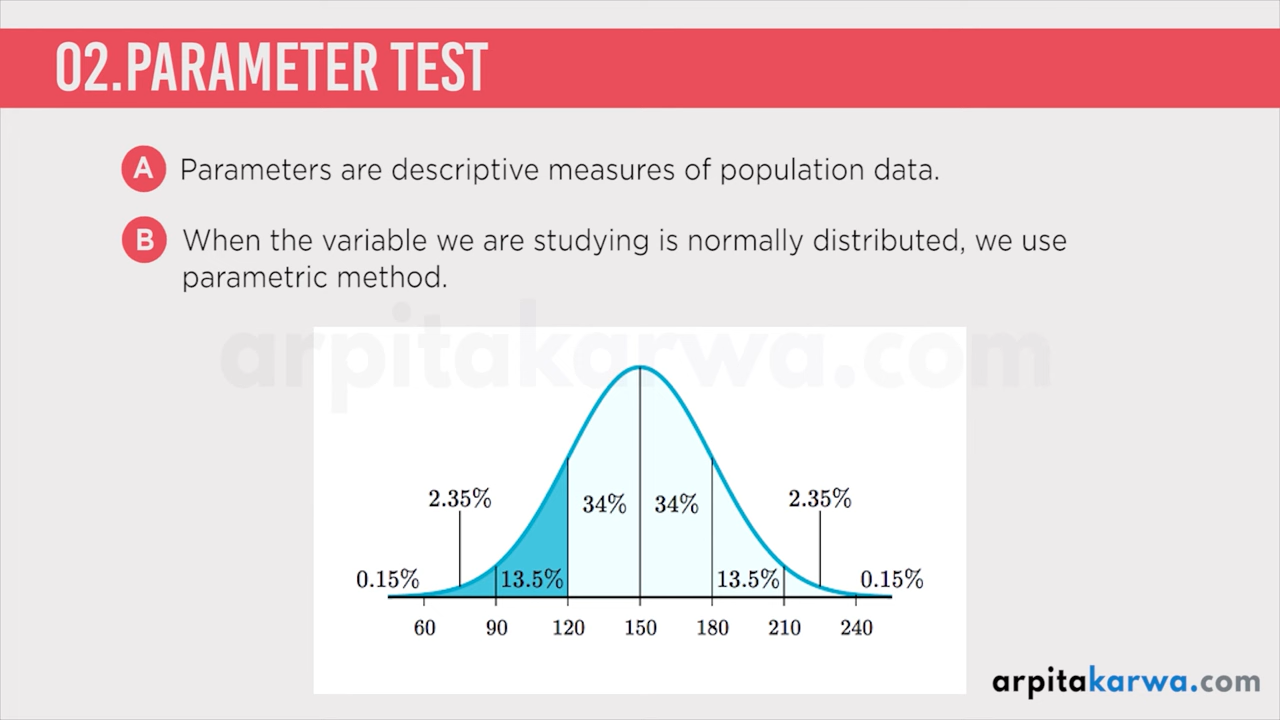 02.PARAMETER TEST
A Parameters are descriptive measures of population data.
B When the variable we are studying is normally distributed, we use
parametric method.
arpitakarwa.com
2.35% 34% 34% 2.35%
0.15% 13.5% 13.5% 0.15%
60 90 120 150 180 210 240
arpitakarwa.com